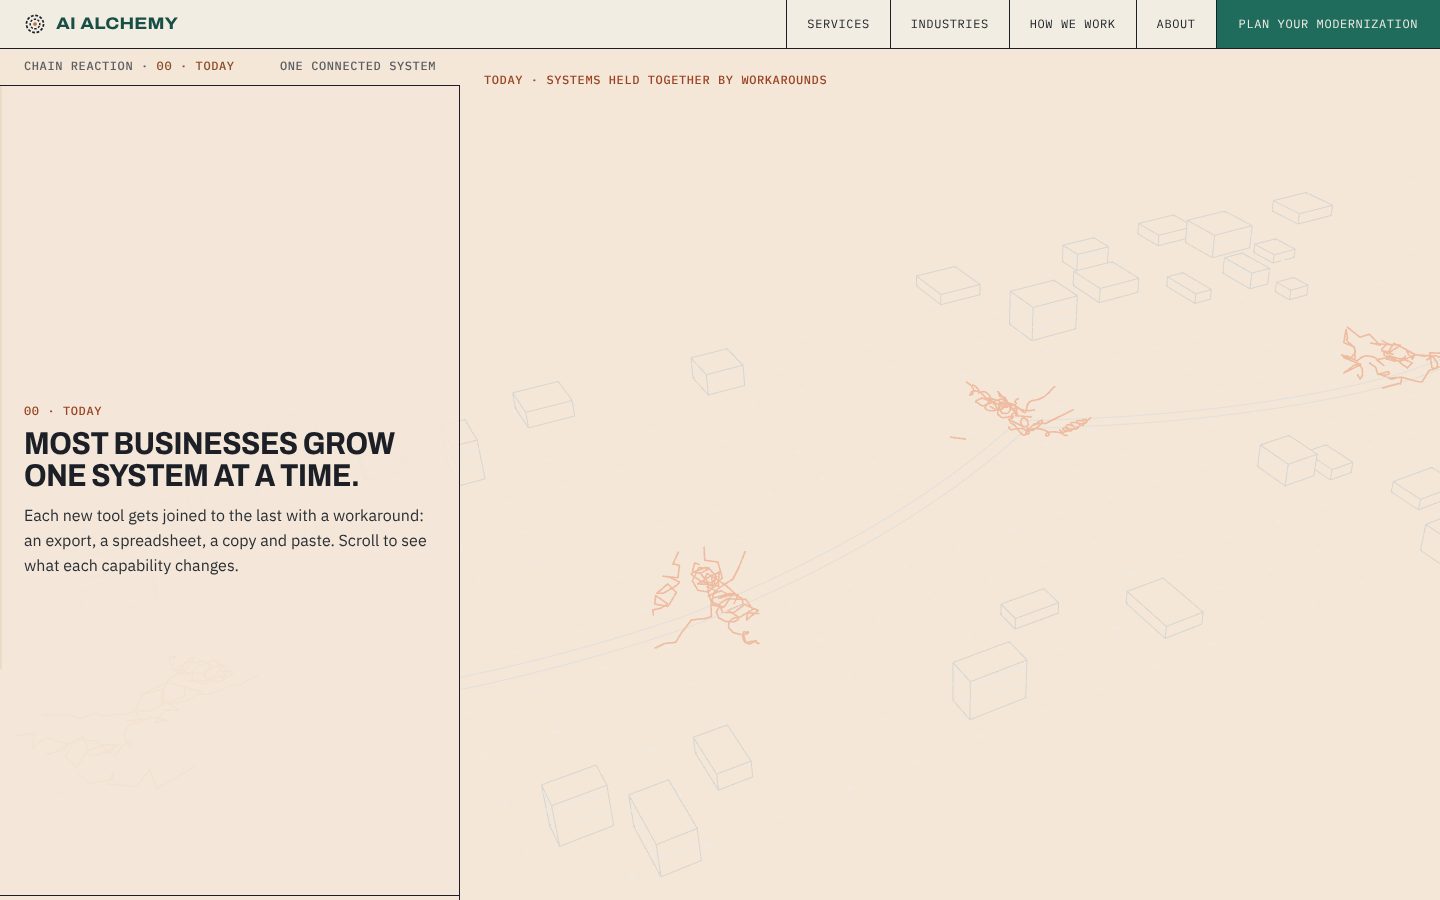 AI ALCHEMY
SERVICES
INDUSTRIES
HOW WE WORK
ABOUT
PLAN YOUR MODERNIZATION
CHAIN REACTION · 00 · TODAY
ONE CONNECTED SYSTEM
TODAY · SYSTEMS HELD TOGETHER BY WORKAROUNDS
00 · TODAY
MOST BUSINESSES GROW
ONE SYSTEM AT A TIME.
Each new tool gets joined to the last with a workaround:
an export, a spreadsheet, a copy and paste. Scroll to see
what each capability changes.